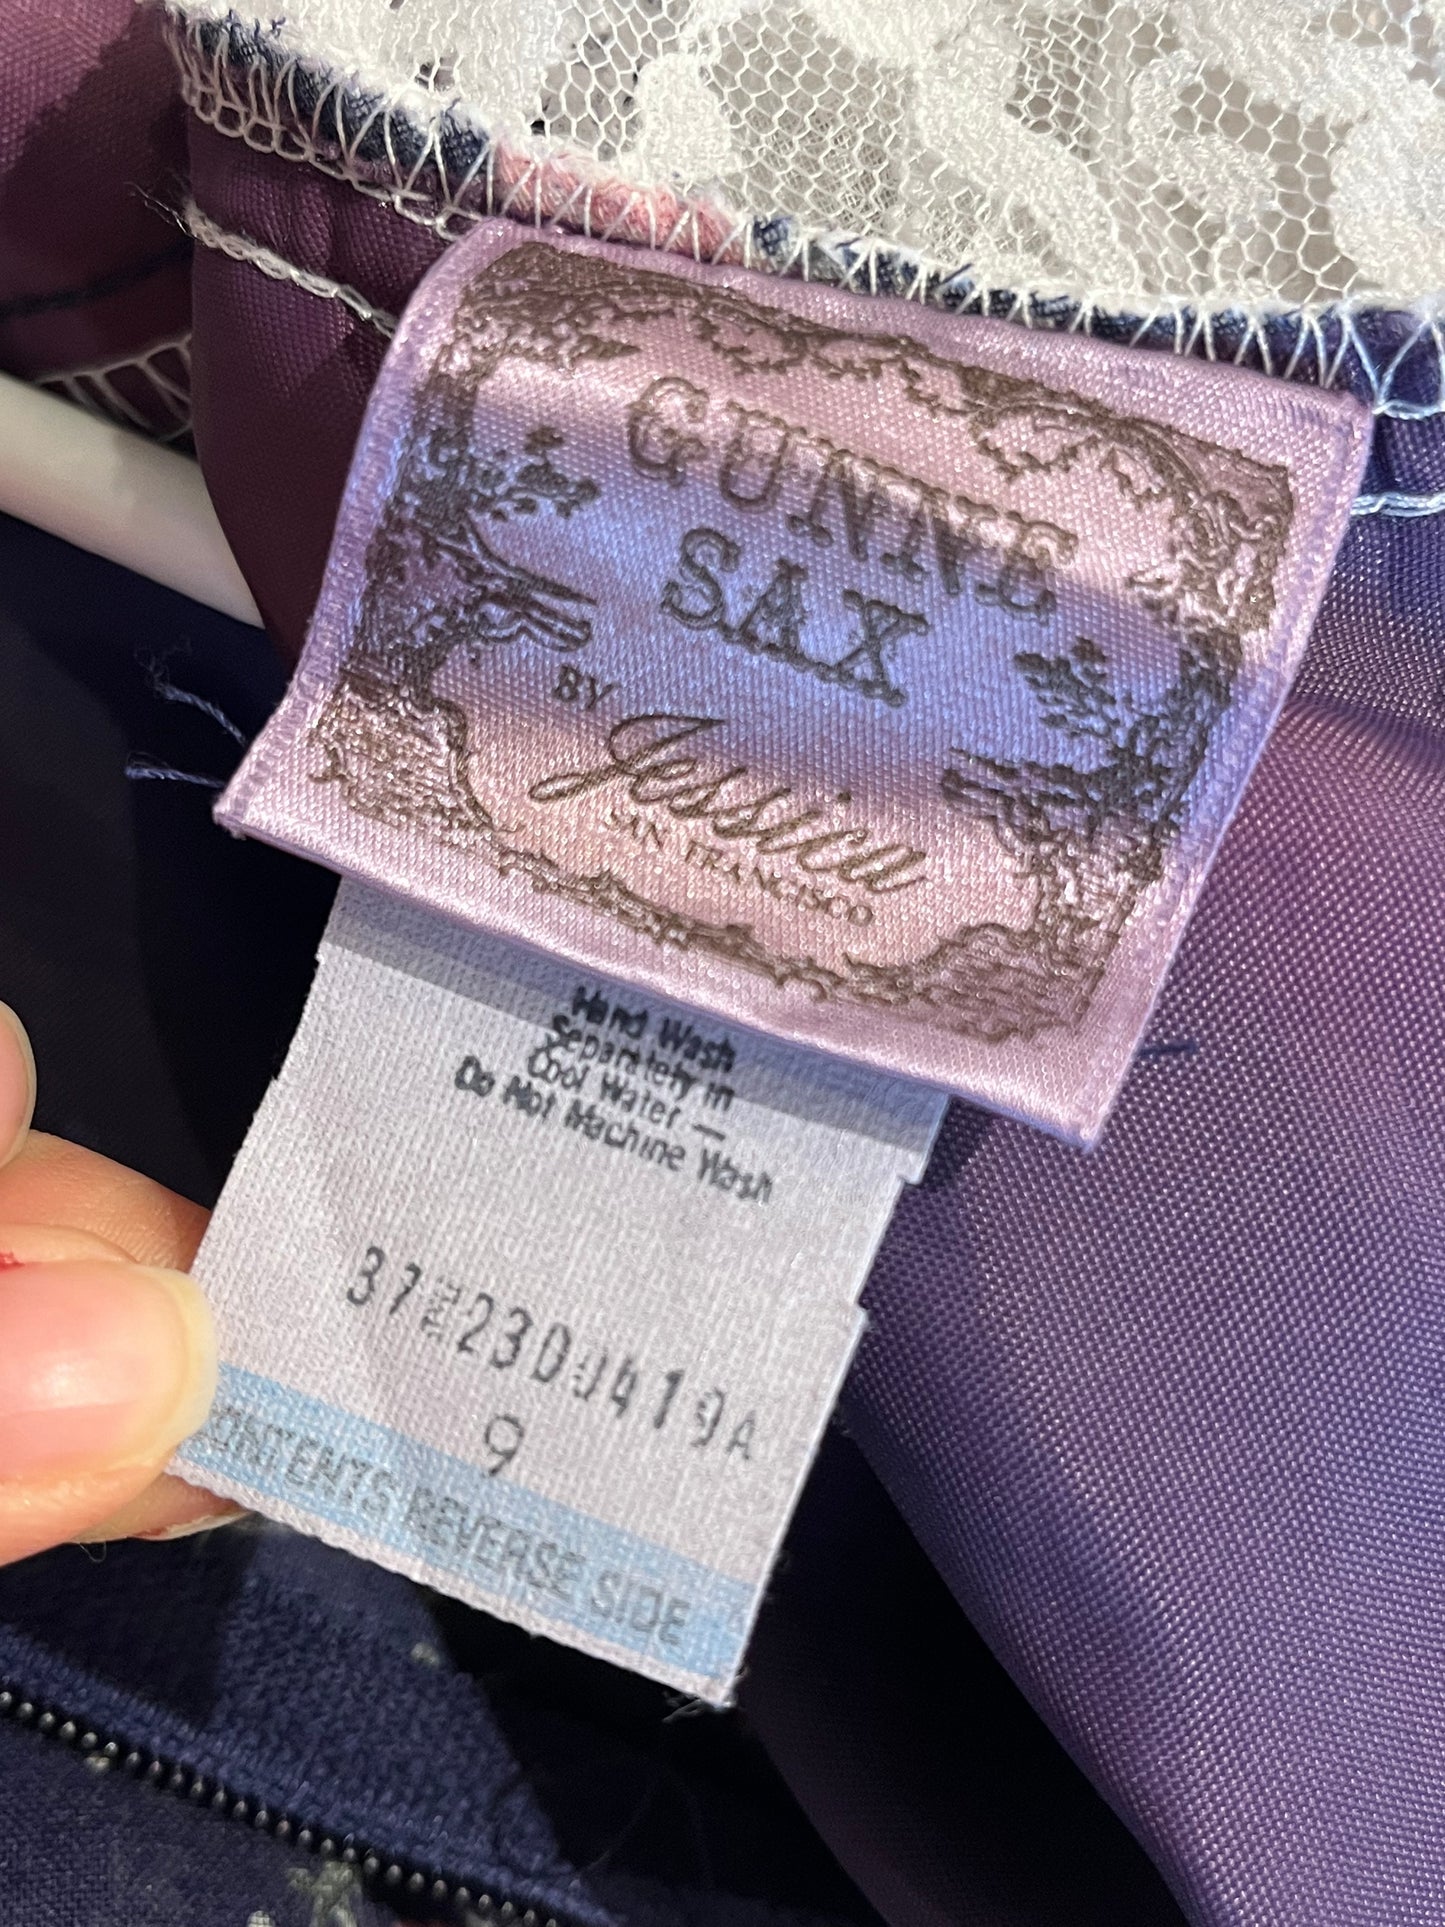 GUNNE
SAX
BY Jessica
SAN FRANCISCO
Hand Wash
Separately in
Cool Water —
Do Not Machine Wash
9
ONTENTS REVERSE SIDE